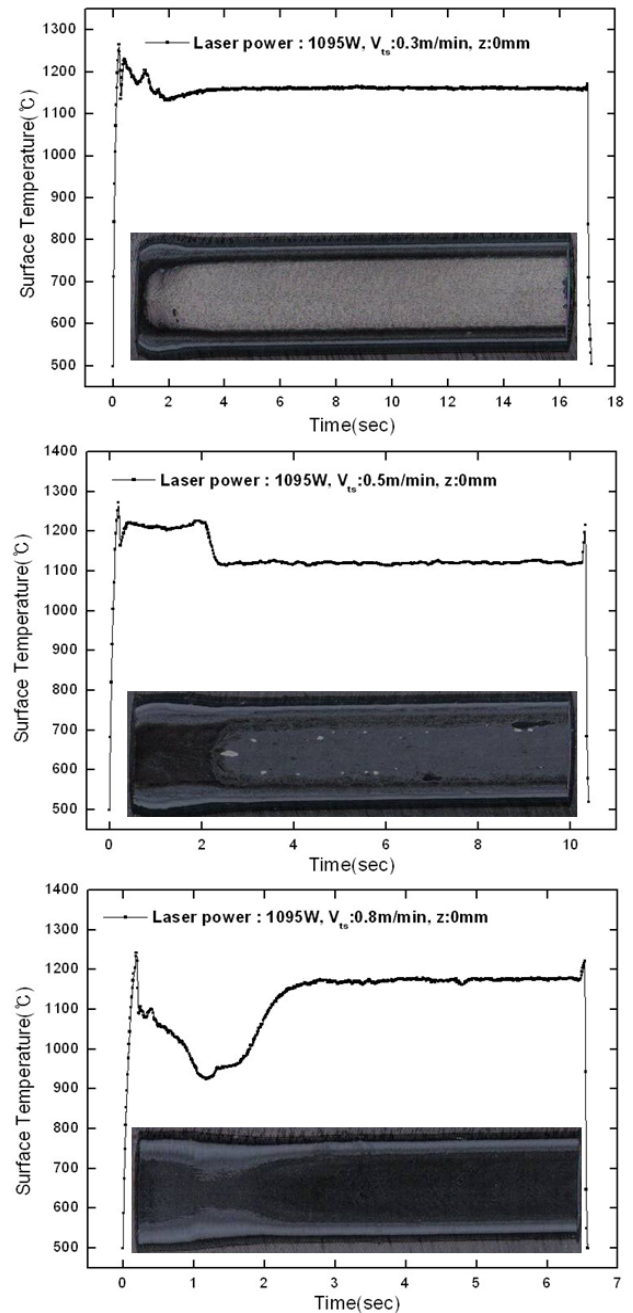 1300
Laser power : 1095W, Vts:0.3m/min, z:0mm
1200
1100
1000
900
800
700
600
500
Surface Temperature(℃)
0 2 4 6 8 10 12 14 16 18
Time(sec)
1400
1300
Laser power : 1095W, Vts:0.5m/min, z:0mm
1200
1100
1000
900
800
700
600
500
Surface Temperature(℃)
0 2 4 6 8 10
Time(sec)
1400
1300
Laser power : 1095W, Vts:0.8m/min, z:0mm
1200
1100
1000
900
800
700
600
500
Surface Temperature(℃)
0 1 2 3 4 5 6 7
Time(sec)